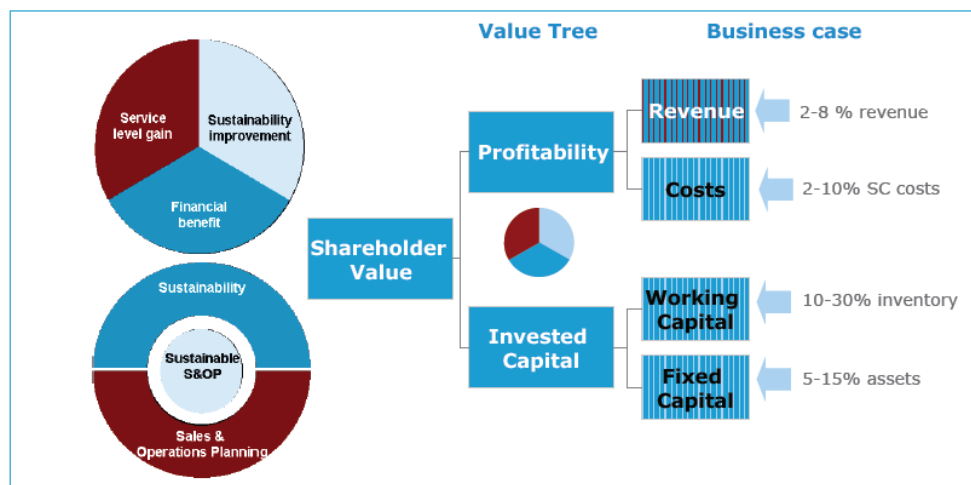 Value Tree
Business case
Service
level gain
Sustainability
improvement
Financial
benefit
Sustainability
Sustainable
S&OP
Sales &
Operations Planning
Shareholder
Value
Profitability
Invested
Capital
Revenue
2-8 % revenue
Costs
2-10% SC costs
Working
Capital
10-30% inventory
Fixed
Capital
5-15% assets